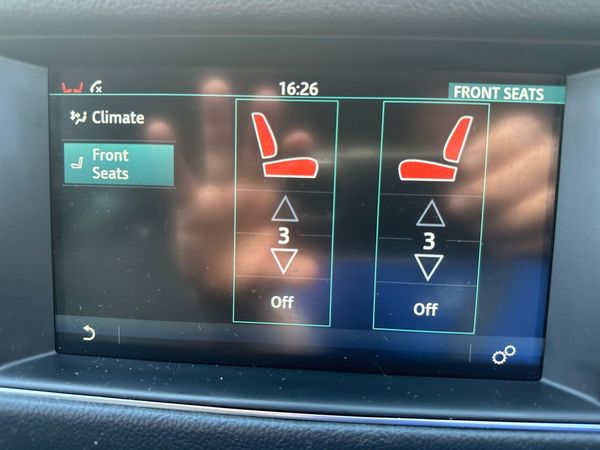 16:26
FRONT SEATS
Climate
Front
Seats
3
3
Off
Off